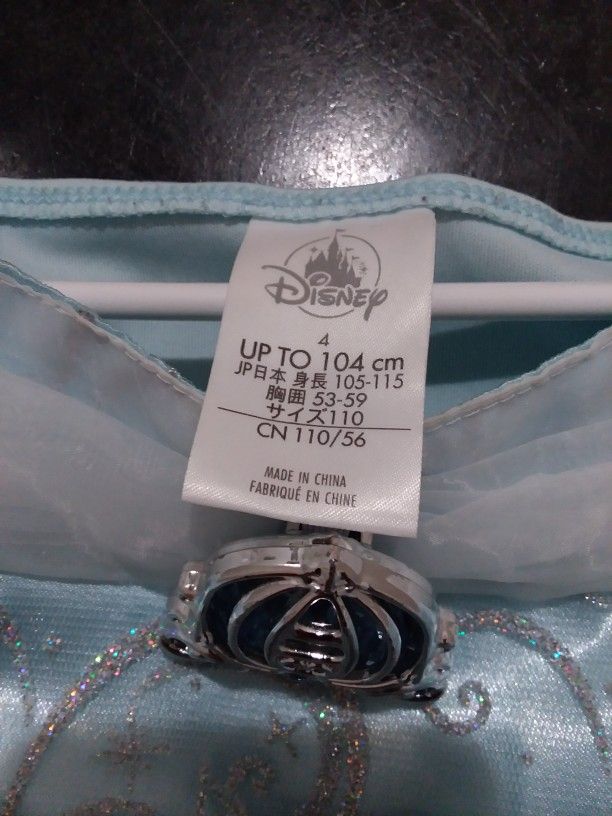 Disney
4
UP TO 104 cm
JP日本 身長 105-115
胸囲 53-59
サイズ110
CN 110/56
MADE IN CHINA
FABRIQUÉ EN CHINE